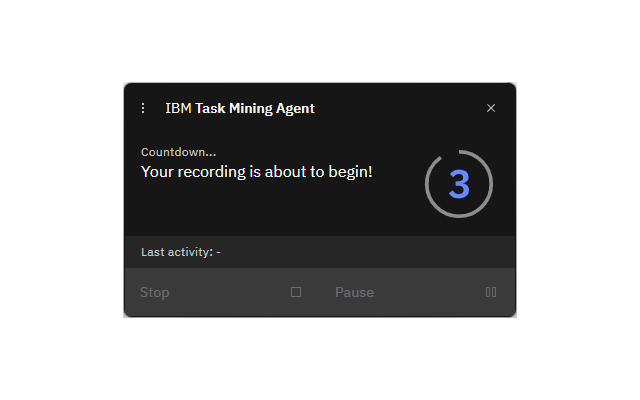 IBM Task Mining Agent
Countdown...
Your recording is about to begin!
3
Last activity: -
Stop
Pause